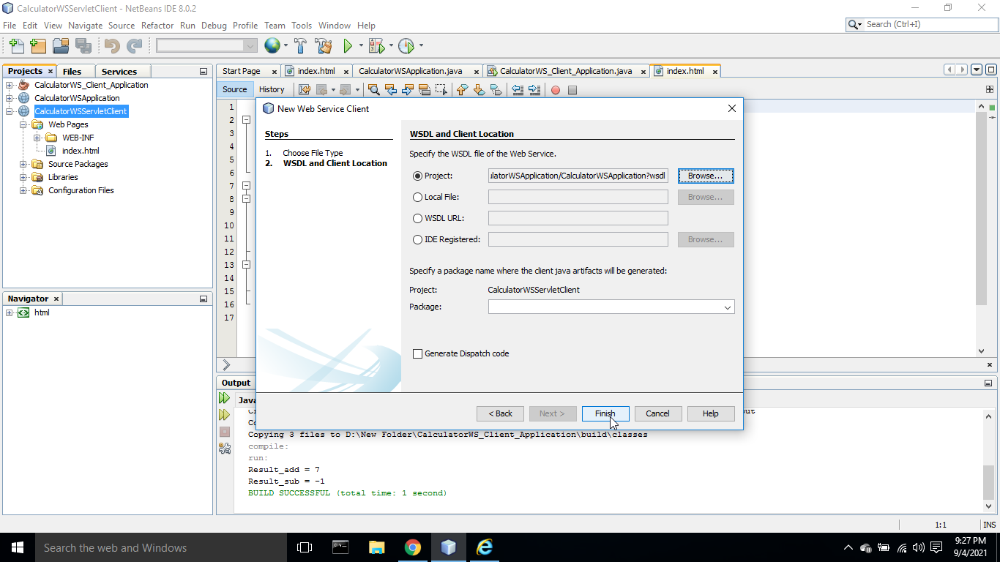 CalculatorWSServletClient - NetBeans IDE 8.0.2
File Edit View Navigate Source Refactor Run Debug Profile Team Tools Window Help
Search (Ctrl+I)
Projects
Files
Services
CalculatorWS_Client_Application
CalculatorWSApplication
CalculatorWSServletClient
Web Pages
WEB-INF
index.html
Source Packages
Libraries
Configuration Files
Navigator
html
Start Page
index.html
CalculatorWSApplication.java
CalculatorWS_Client_Application.java
index.html
Source
History
1
2
3
4
5
6
7
8
9
10
11
12
13
14
15
16
17
New Web Service Client
Steps
1. Choose File Type
2. WSDL and Client Location
WSDL and Client Location
Specify the WSDL file of the Web Service.
Project: latorWSApplication/CalculatorWSApplication?wsdl Browse...
Local File: Browse...
WSDL URL:
IDE Registered: Browse...
Specify a package name where the client java artifacts will be generated:
Project: CalculatorWSServletClient
Package:
Generate Dispatch code
< Back Next > Finish Cancel Help
Output
Java
Copying 3 files to D:\New Folder\CalculatorWS_Client_Application\build\classes
compile:
run:
Result_add = 7
Result_sub = -1
BUILD SUCCESSFUL (total time: 1 second)
1:1
INS
Search the web and Windows
9:27 PM
9/4/2021